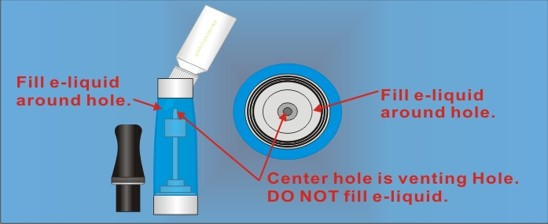 Fill e-liquid
around hole.
Fill e-liquid
around hole.
Center hole is venting Hole.
DO NOT fill e-liquid.